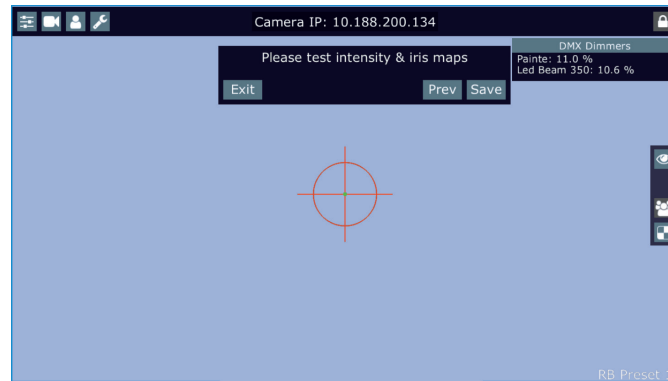 Camera IP: 10.188.200.134
Please test intensity & iris maps
Exit
Prev
Save
DMX Dimmers
Painte: 11.0 %
Led Beam 350: 10.6 %
RB Preset